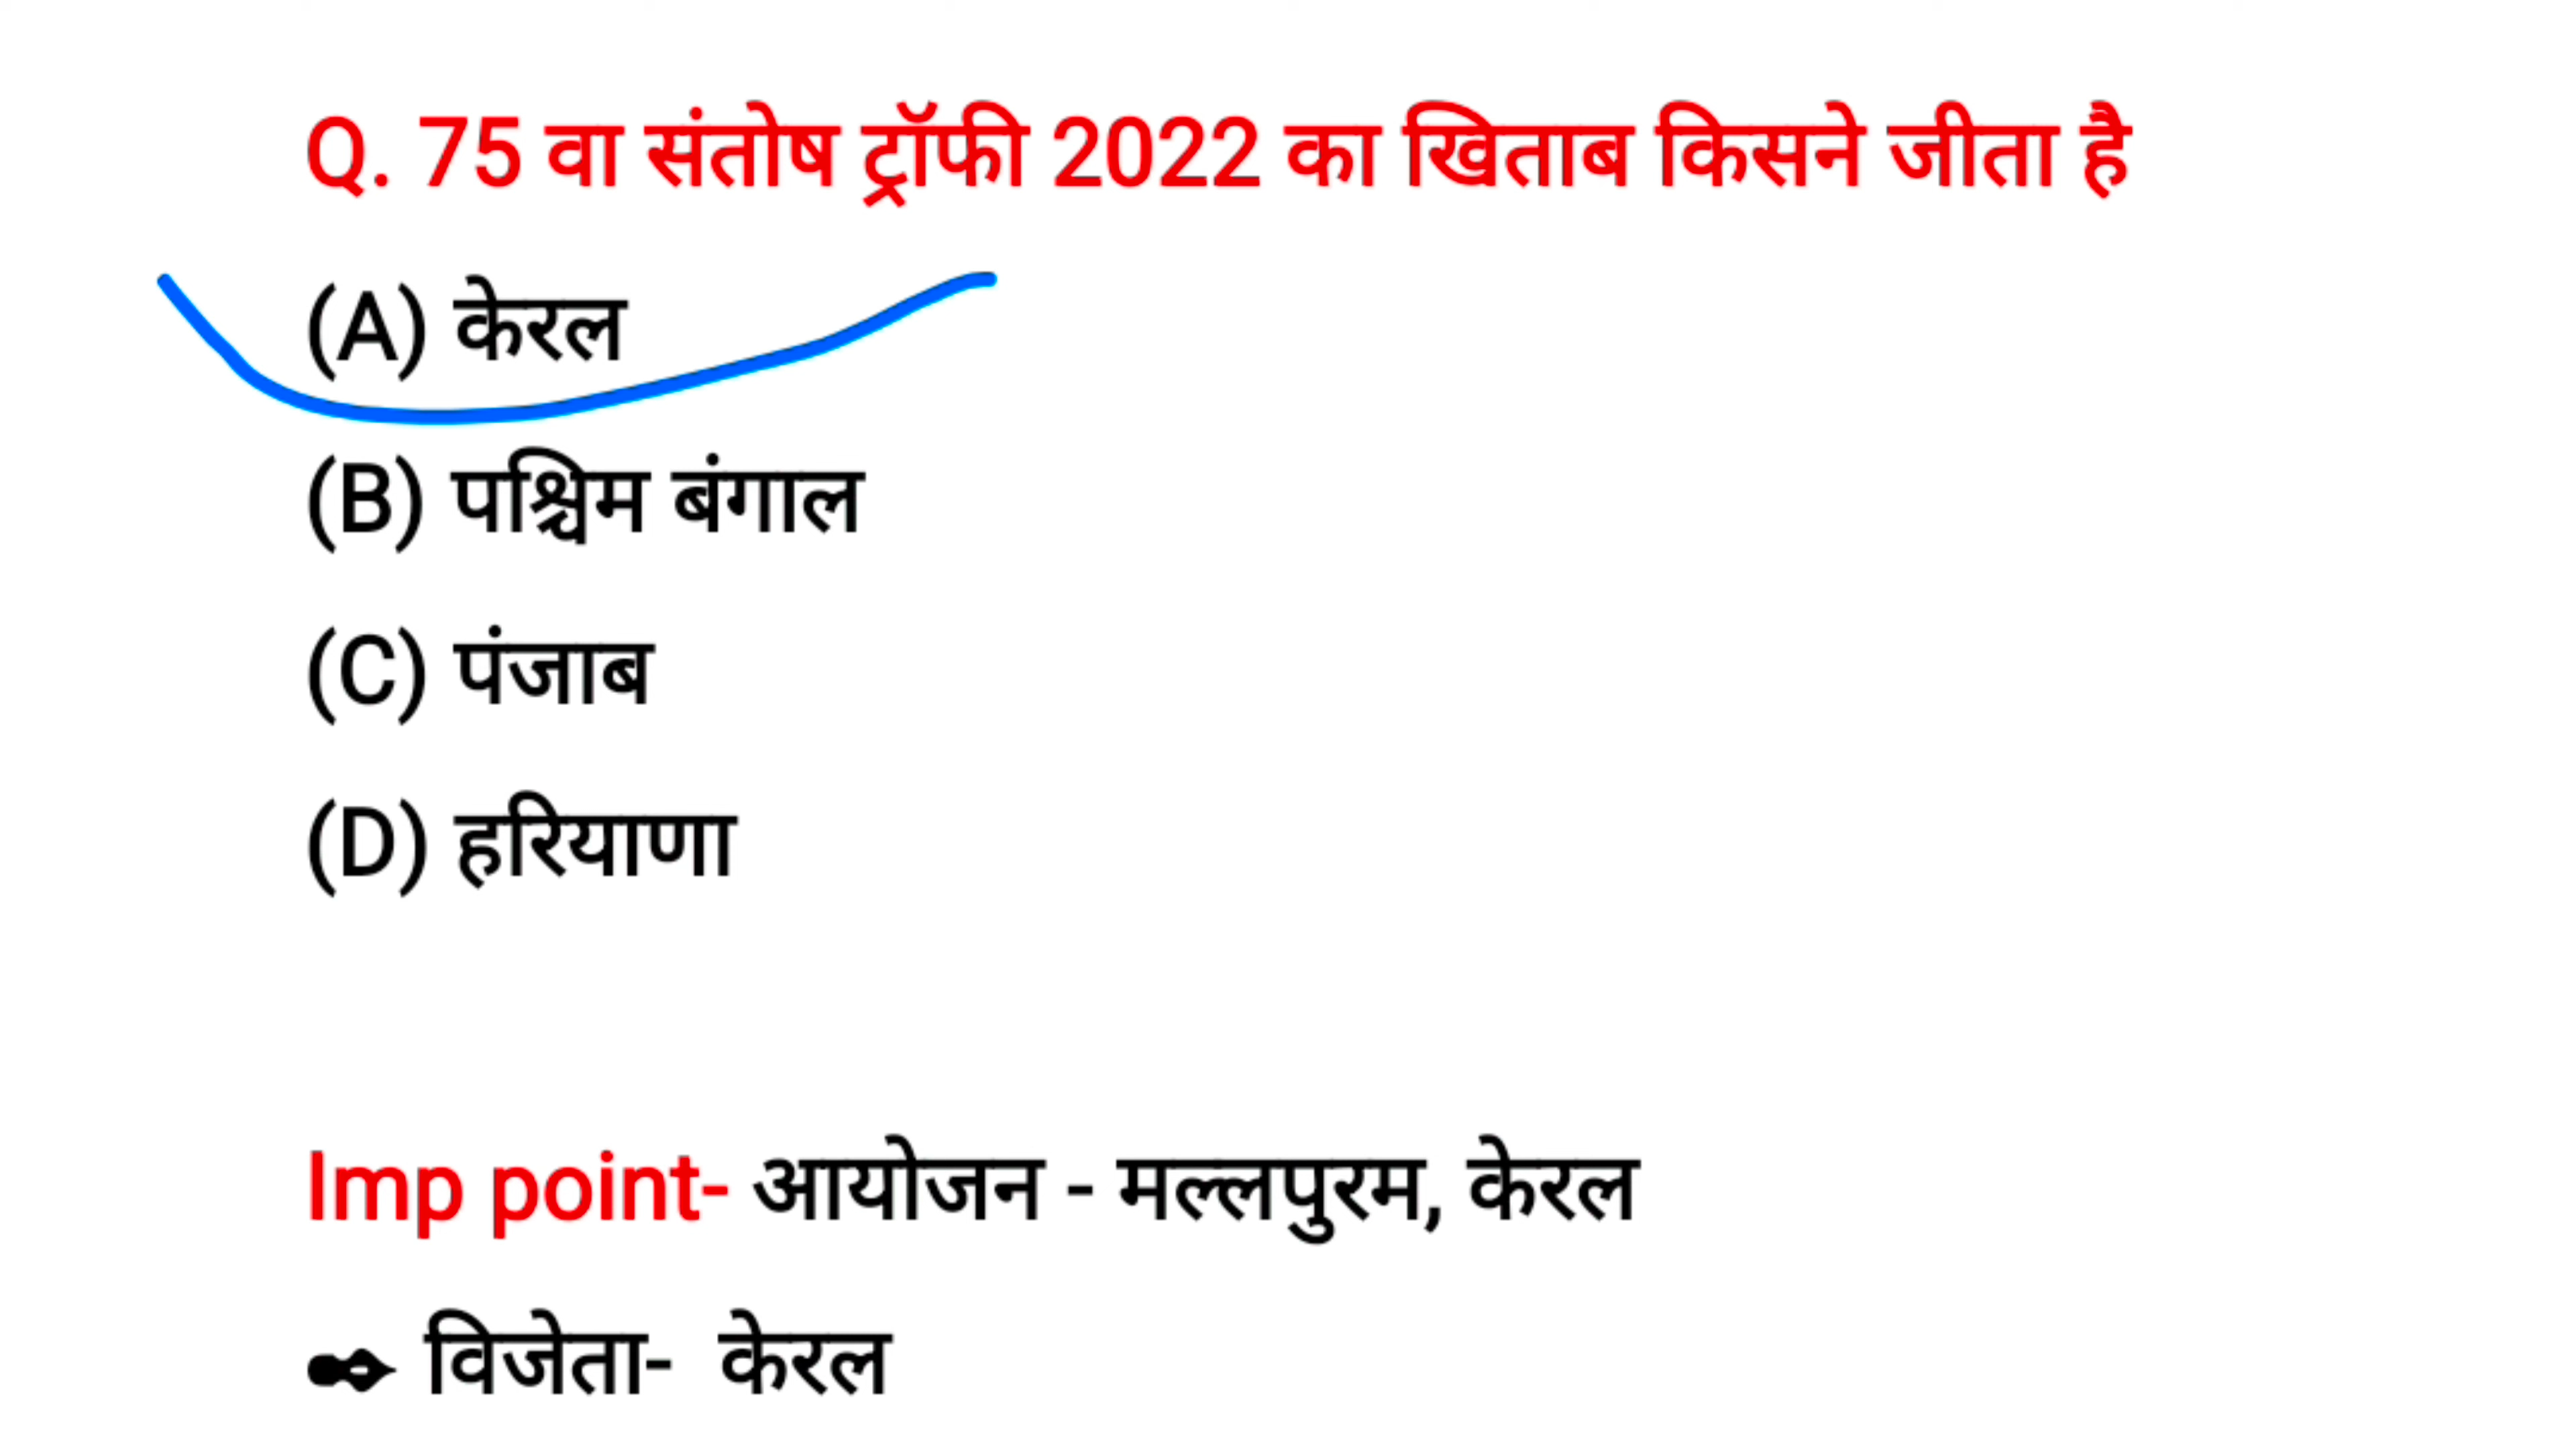 Q. 75 वा संतोष ट्रॉफी 2022 का खिताब किसने जीता है
(A) केरल
(B) पश्चिम बंगाल
(C) पंजाब
(D) हरियाणा
Imp point- आयोजन - मल्लपुरम, केरल
✒ विजेता- केरल